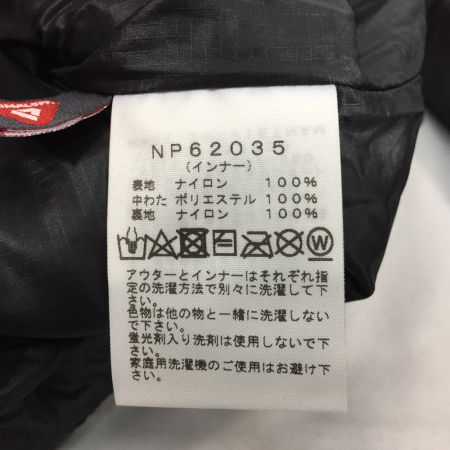 NP62035
(インナー)
表地 ナイロン 100%
中わた ポリエステル 100%
裏地 ナイロン 100%
アウターとインナーはそれぞれ指
定の洗濯方法で別々に洗濯して下
さい。
色物は他の物と一緒に洗濯しない
で下さい。
蛍光剤入り洗剤は使用しないで下
さい。
家庭用洗濯機のご使用はお避け下
さい。